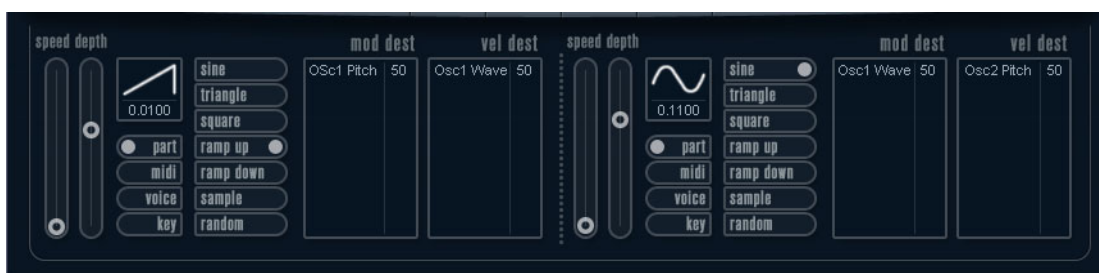 speed depth mod dest vel dest
0.0100
sine
triangle
square
ramp up
ramp down
sample
random
part
midi
voice
key
OSc1 Pitch 50
Osc1 Wave 50
speed depth mod dest vel dest
0.1100
sine
triangle
square
ramp up
ramp down
sample
random
part
midi
voice
key
Osc1 Wave 50
Osc2 Pitch 50